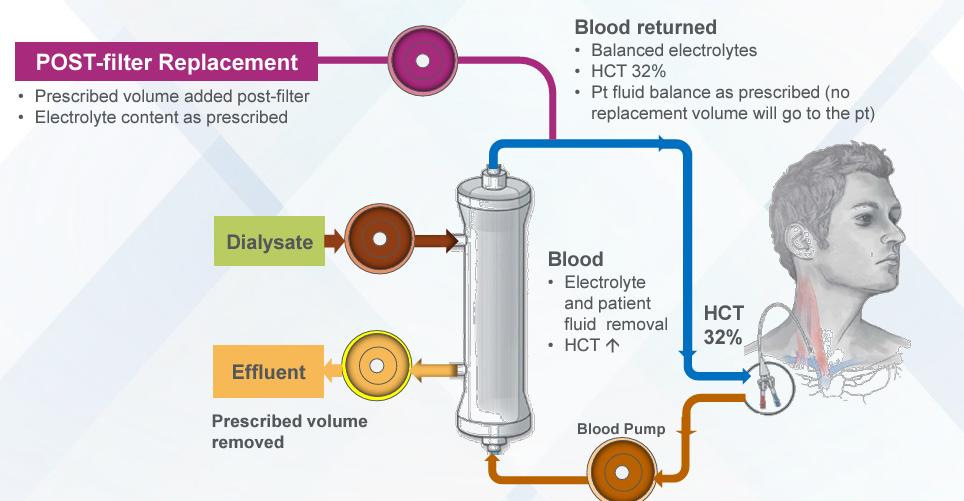 Blood returned
• Balanced electrolytes
• HCT 32%
• Pt fluid balance as prescribed (no
replacement volume will go to the pt)
POST-filter Replacement
• Prescribed volume added post-filter
• Electrolyte content as prescribed
Dialysate
Blood
• Electrolyte
and patient
fluid removal
• HCT ↑
HCT
32%
Effluent
Prescribed volume
removed
Blood Pump